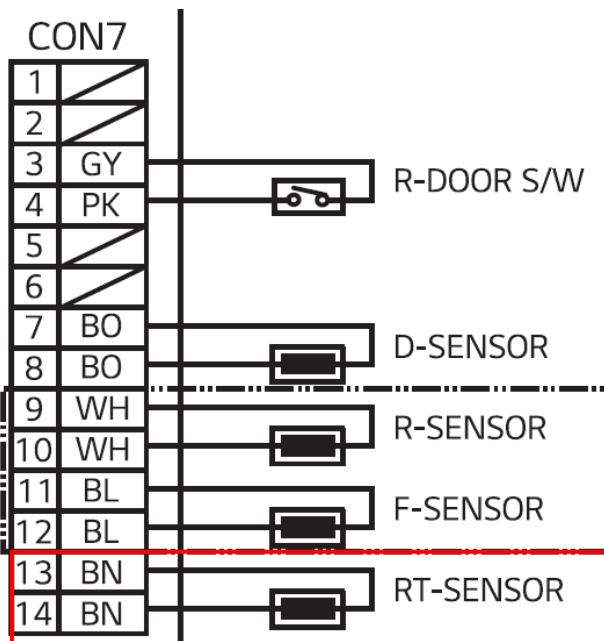 CON7
1
2
3 GY
R-DOOR S/W
4 PK
5
6
7 BO
D-SENSOR
8 BO
9 WH
R-SENSOR
10 WH
11 BL
F-SENSOR
12 BL
13 BN
RT-SENSOR
14 BN